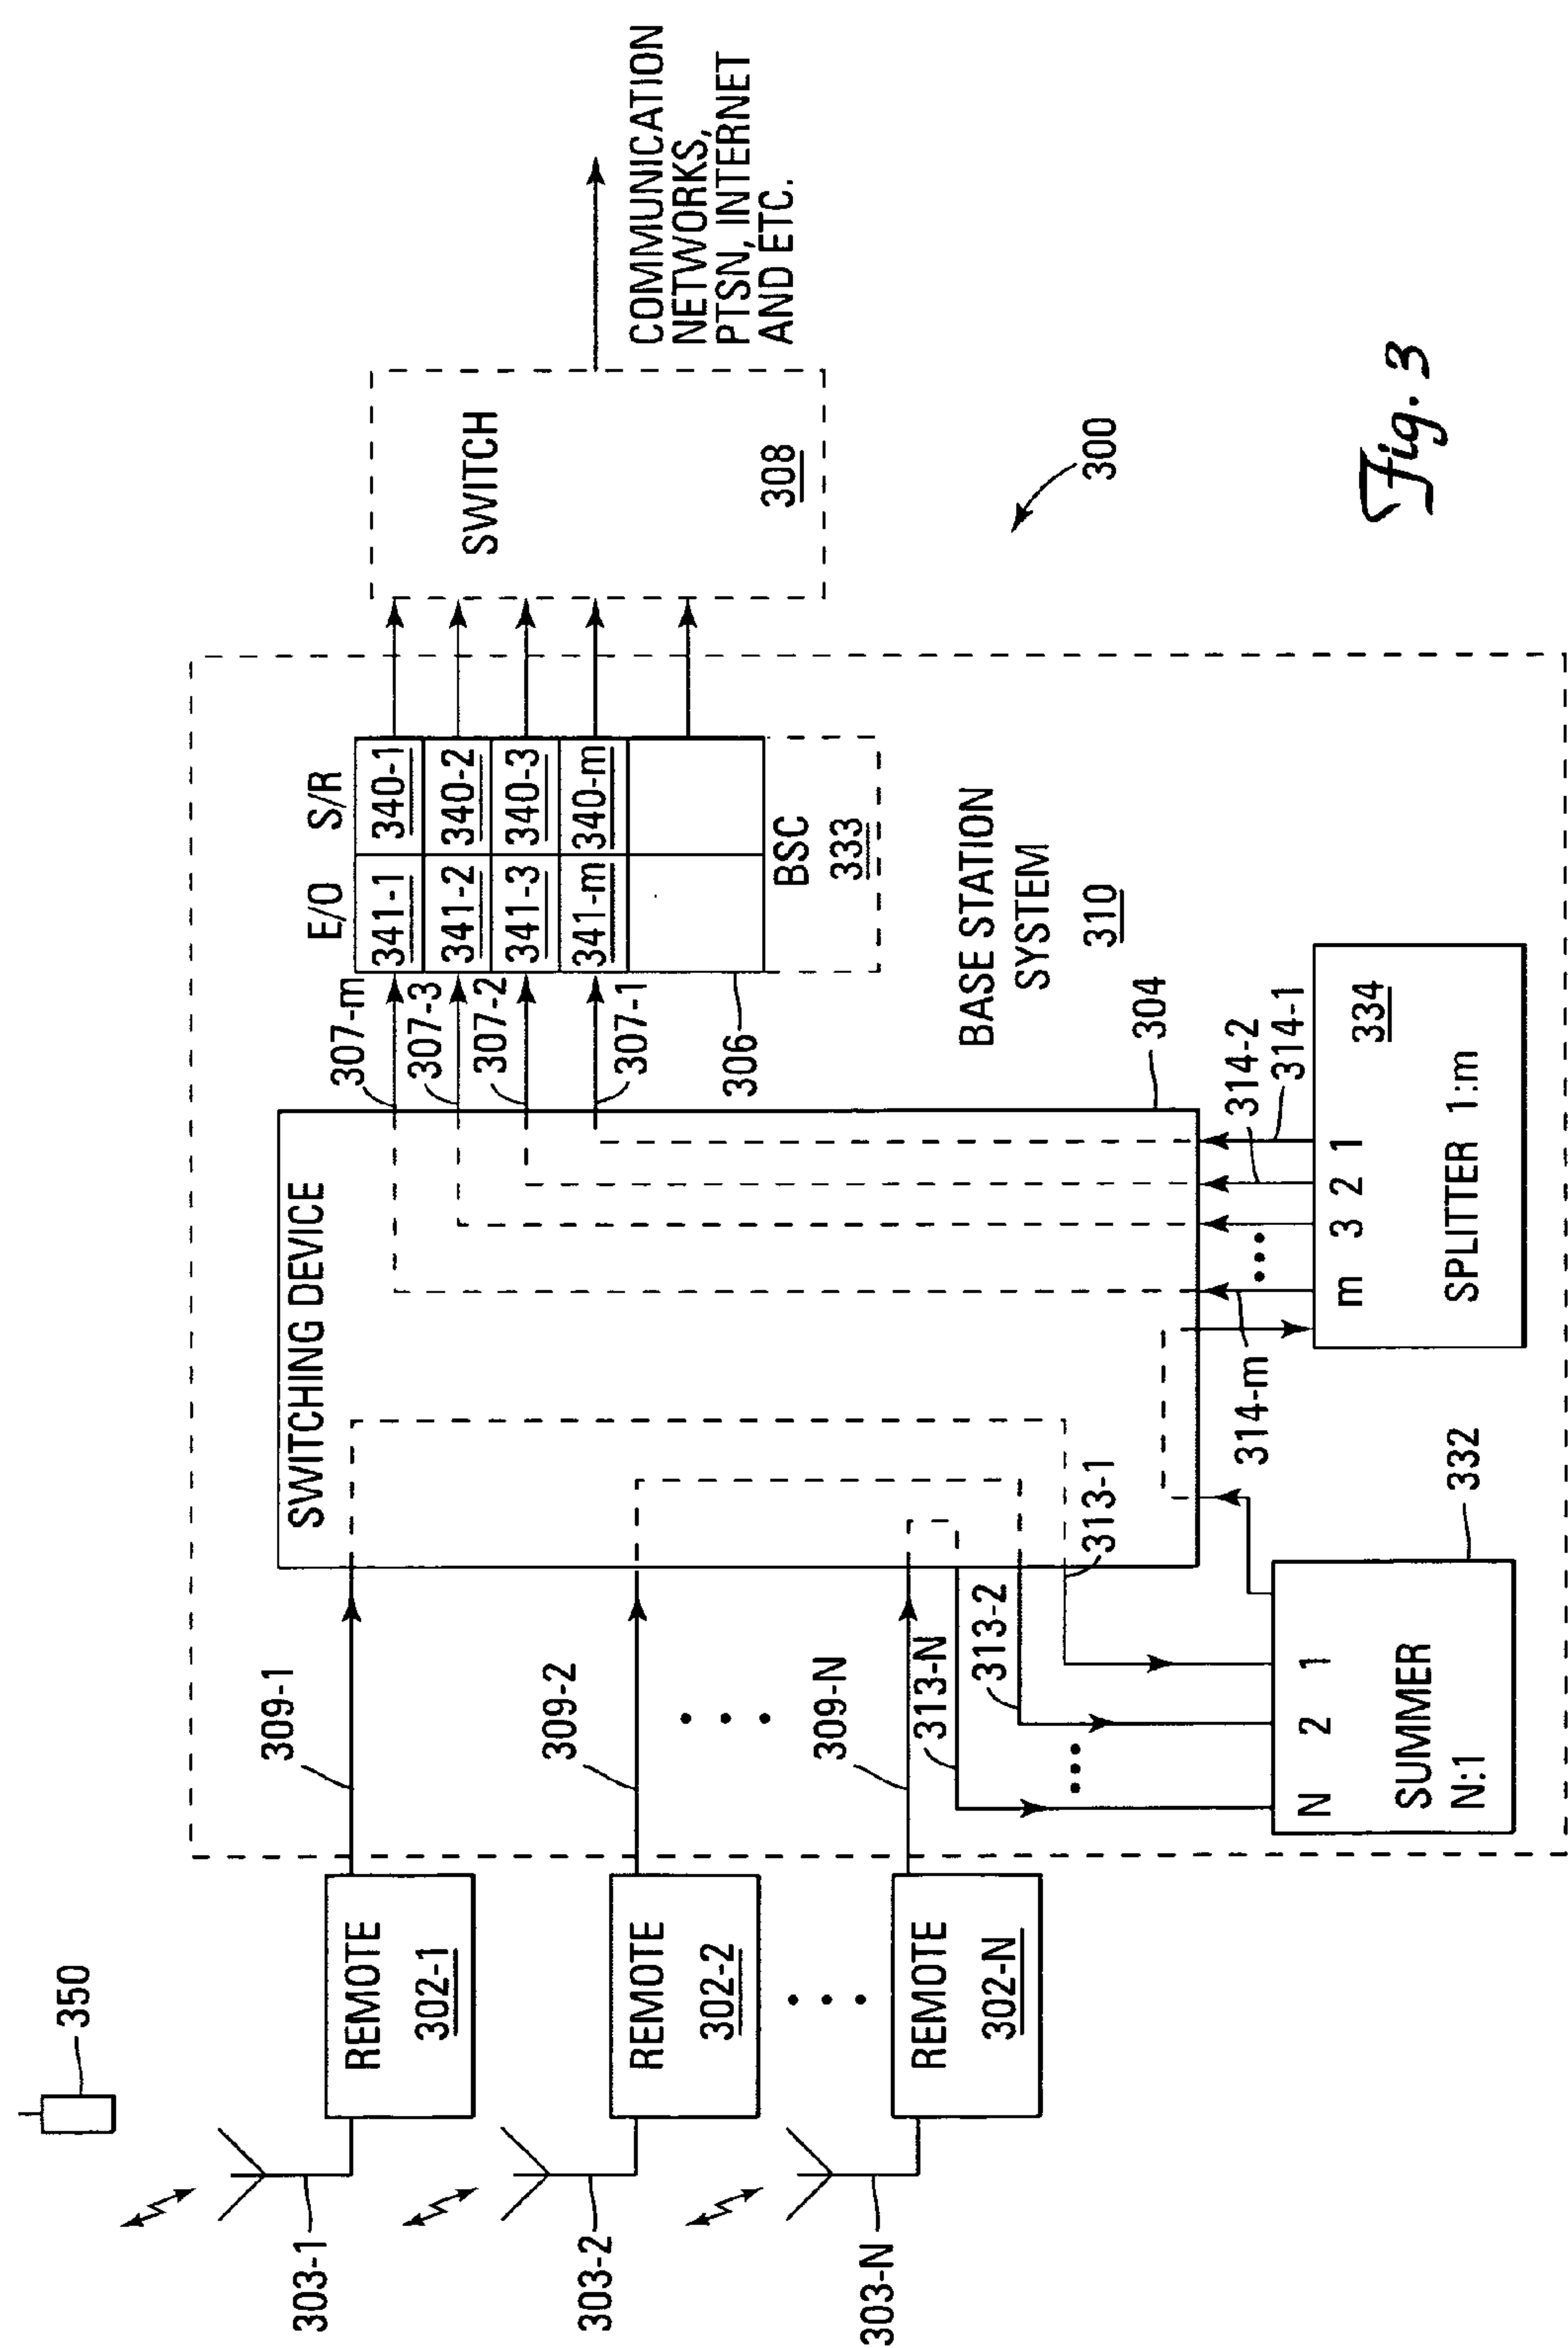 350
303-1
303-2
303-N
REMOTE
302-1
REMOTE
302-2
REMOTE
302-N
309-1
309-2
309-N
313-N
313-2
313-1
SWITCHING DEVICE
304
N 2 1
SUMMER
N:1
332
314-m
314-2
314-1
m 3 2 1
334
SPLITTER 1:m
307-m
307-3
307-2
307-1
306
E/O S/R
341-1 340-1
341-2 340-2
341-3 340-3
341-m 340-m
BSC
333
BASE STATION
SYSTEM
310
SWITCH
308
COMMUNICATION
NETWORKS,
PTSN, INTERNET
AND ETC.
300
Fig. 3